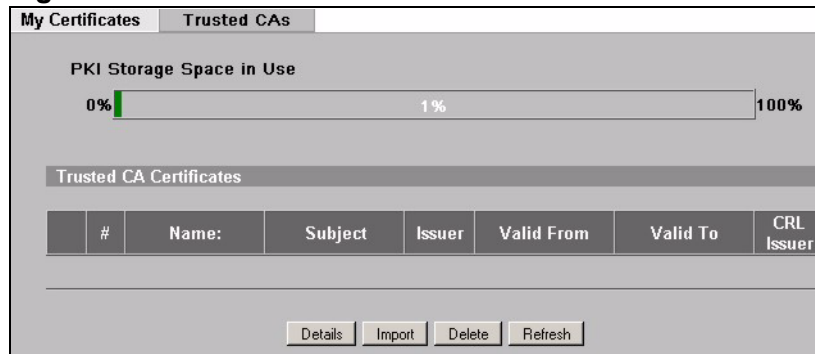 My Certificates Trusted CAs
PKI Storage Space in Use
0% 1% 100%
Trusted CA Certificates
# Name: Subject Issuer Valid From Valid To CRL Issuer
Details Import Delete Refresh